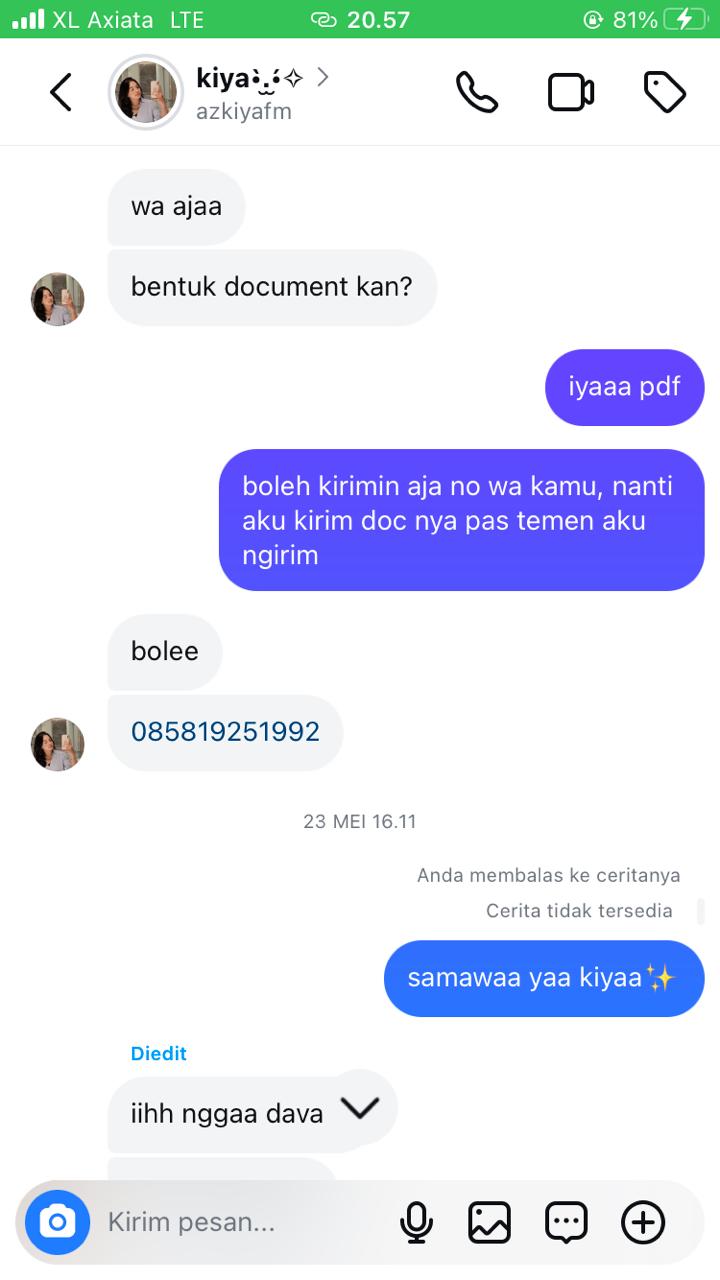 XL Axiata LTE 20.57 81%
kiya•̀.̫•́✧
azkiyafm
wa ajaa
bentuk document kan?
iyaaa pdf
boleh kirimin aja no wa kamu, nanti
aku kirim doc nya pas temen aku
ngirim
bolee
085819251992
23 MEI 16.11
Anda membalas ke ceritanya
Cerita tidak tersedia
samawaa yaa kiyaa✨
Diedit
iihh nggaa dava
Kirim pesan...